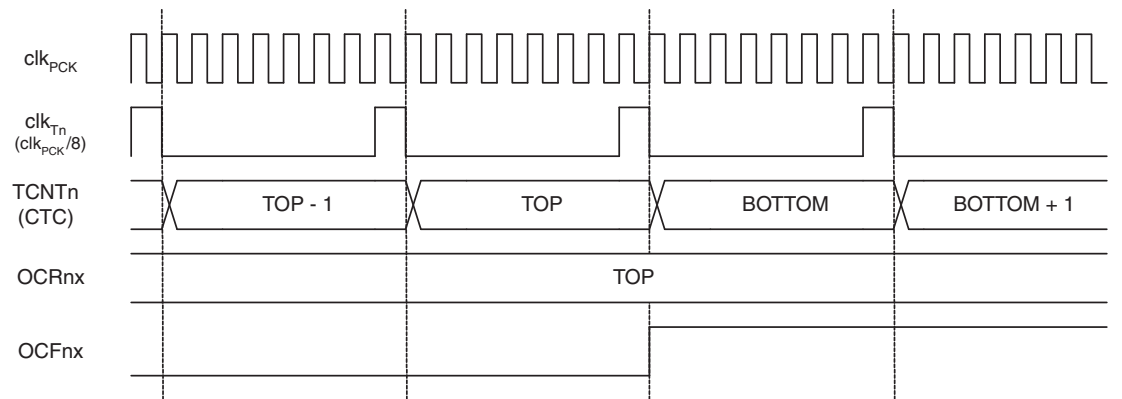 clkPCK
clkTn
(clkPCK/8)
TCNTn
(CTC)
TOP - 1
TOP
BOTTOM
BOTTOM + 1
OCRnx
TOP
OCFnx